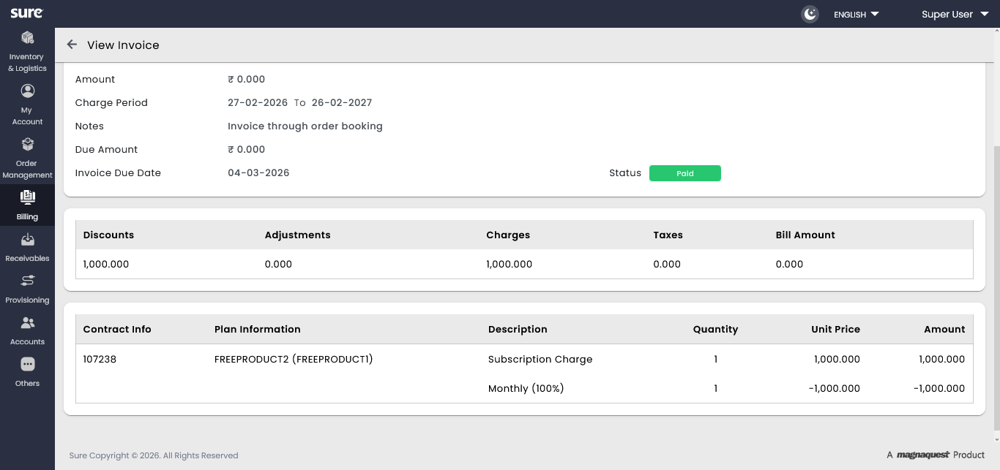 sure
ENGLISH
Super User
View Invoice
Inventory
& Logistics
My
Account
Order
Management
Billing
Receivables
Provisioning
Accounts
Others
Amount ₹ 0.000
Charge Period 27-02-2026 To 26-02-2027
Notes Invoice through order booking
Due Amount ₹ 0.000
Invoice Due Date 04-03-2026 Status Paid
Discounts Adjustments Charges Taxes Bill Amount
1,000.000 0.000 1,000.000 0.000 0.000
Contract Info Plan Information Description Quantity Unit Price Amount
107238 FREEPRODUCT2 (FREEPRODUCT1) Subscription Charge 1 1,000.000 1,000.000
Monthly (100%) 1 -1,000.000 -1,000.000
Sure Copyright © 2026. All Rights Reserved
A magnaquest Product